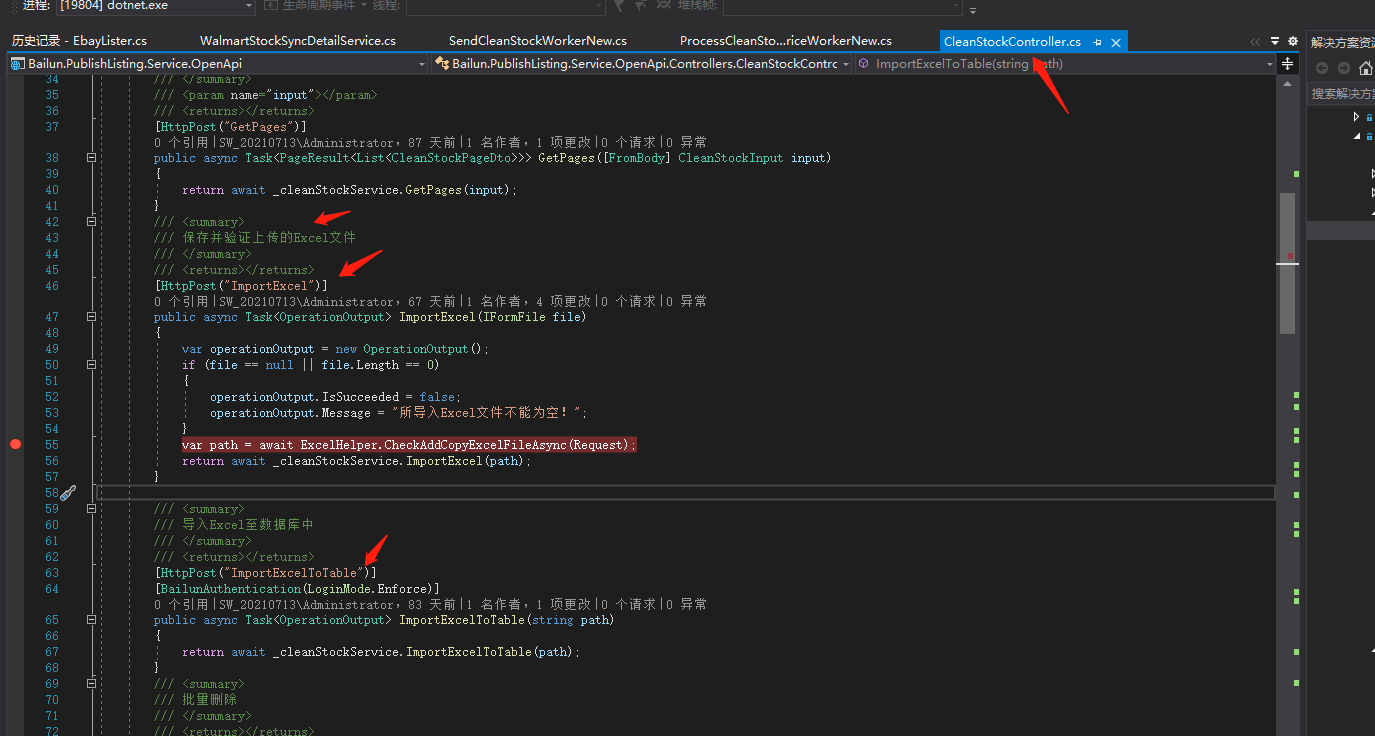 进程: [19804] dotnet.exe 生命周期事件 线程: 堆栈帧:
历史记录 - EbayLister.cs WalmartStockSyncDetailService.cs SendCleanStockWorkerNew.cs ProcessCleanSto...riceWorkerNew.cs CleanStockController.cs 解决方案资源
Bailun.PublishListing.Service.OpenApi Bailun.PublishListing.Service.OpenApi.Controllers.CleanStockContrc ImportExcelToTable(string path)
搜索解决方案
34 /// </summary>
35 /// <param name="input"></param>
36 /// <returns></returns>
37 [HttpPost("GetPages")]
0 个引用|SW_20210713\Administrator，87 天前|1 名作者，1 项更改|0 个请求|0 异常
38 public async Task<PageResult<List<CleanStockPageDto>>> GetPages([FromBody] CleanStockInput input)
39 {
40 return await _cleanStockService.GetPages(input);
41 }
42 /// <summary>
43 /// 保存并验证上传的Excel文件
44 /// </summary>
45 /// <returns></returns>
46 [HttpPost("ImportExcel")]
0 个引用|SW_20210713\Administrator，67 天前|1 名作者，4 项更改|0 个请求|0 异常
47 public async Task<OperationOutput> ImportExcel(IFormFile file)
48 {
49 var operationOutput = new OperationOutput();
50 if (file == null || file.Length == 0)
51 {
52 operationOutput.IsSucceeded = false;
53 operationOutput.Message = "所导入Excel文件不能为空！";
54 }
55 var path = await ExcelHelper.CheckAddCopyExcelFileAsync(Request);
56 return await _cleanStockService.ImportExcel(path);
57 }
58
59 /// <summary>
60 /// 导入Excel至数据库中
61 /// </summary>
62 /// <returns></returns>
63 [HttpPost("ImportExcelToTable")]
64 [BailunAuthentication(LoginMode.Enforce)]
0 个引用|SW_20210713\Administrator，83 天前|1 名作者，1 项更改|0 个请求|0 异常
65 public async Task<OperationOutput> ImportExcelToTable(string path)
66 {
67 return await _cleanStockService.ImportExcelToTable(path);
68 }
69 /// <summary>
70 /// 批量删除
71 /// </summary>
72 /// <returns></returns>